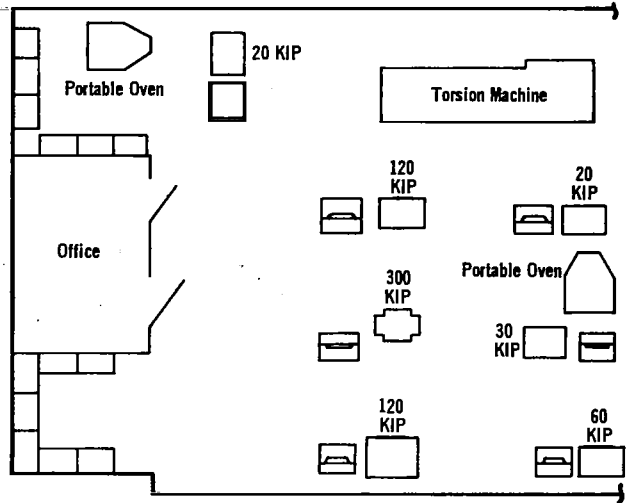 20 KIP
Portable Oven
Torsion Machine
120
KIP
20
KIP
Office
Portable Oven
300
KIP
30
KIP
120
KIP
60
KIP